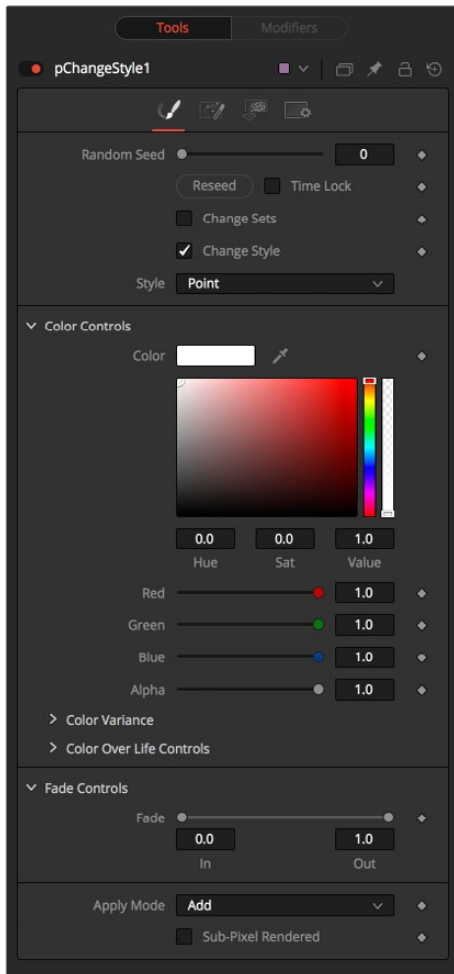 Tools Modifiers
pChangeStyle1
Random Seed 0
Reseed Time Lock
Change Sets
Change Style
Style Point
Color Controls
Color
0.0 0.0 1.0
Hue Sat Value
Red 1.0
Green 1.0
Blue 1.0
Alpha 1.0
Color Variance
Color Over Life Controls
Fade Controls
Fade
0.0 1.0
In Out
Apply Mode Add
Sub-Pixel Rendered